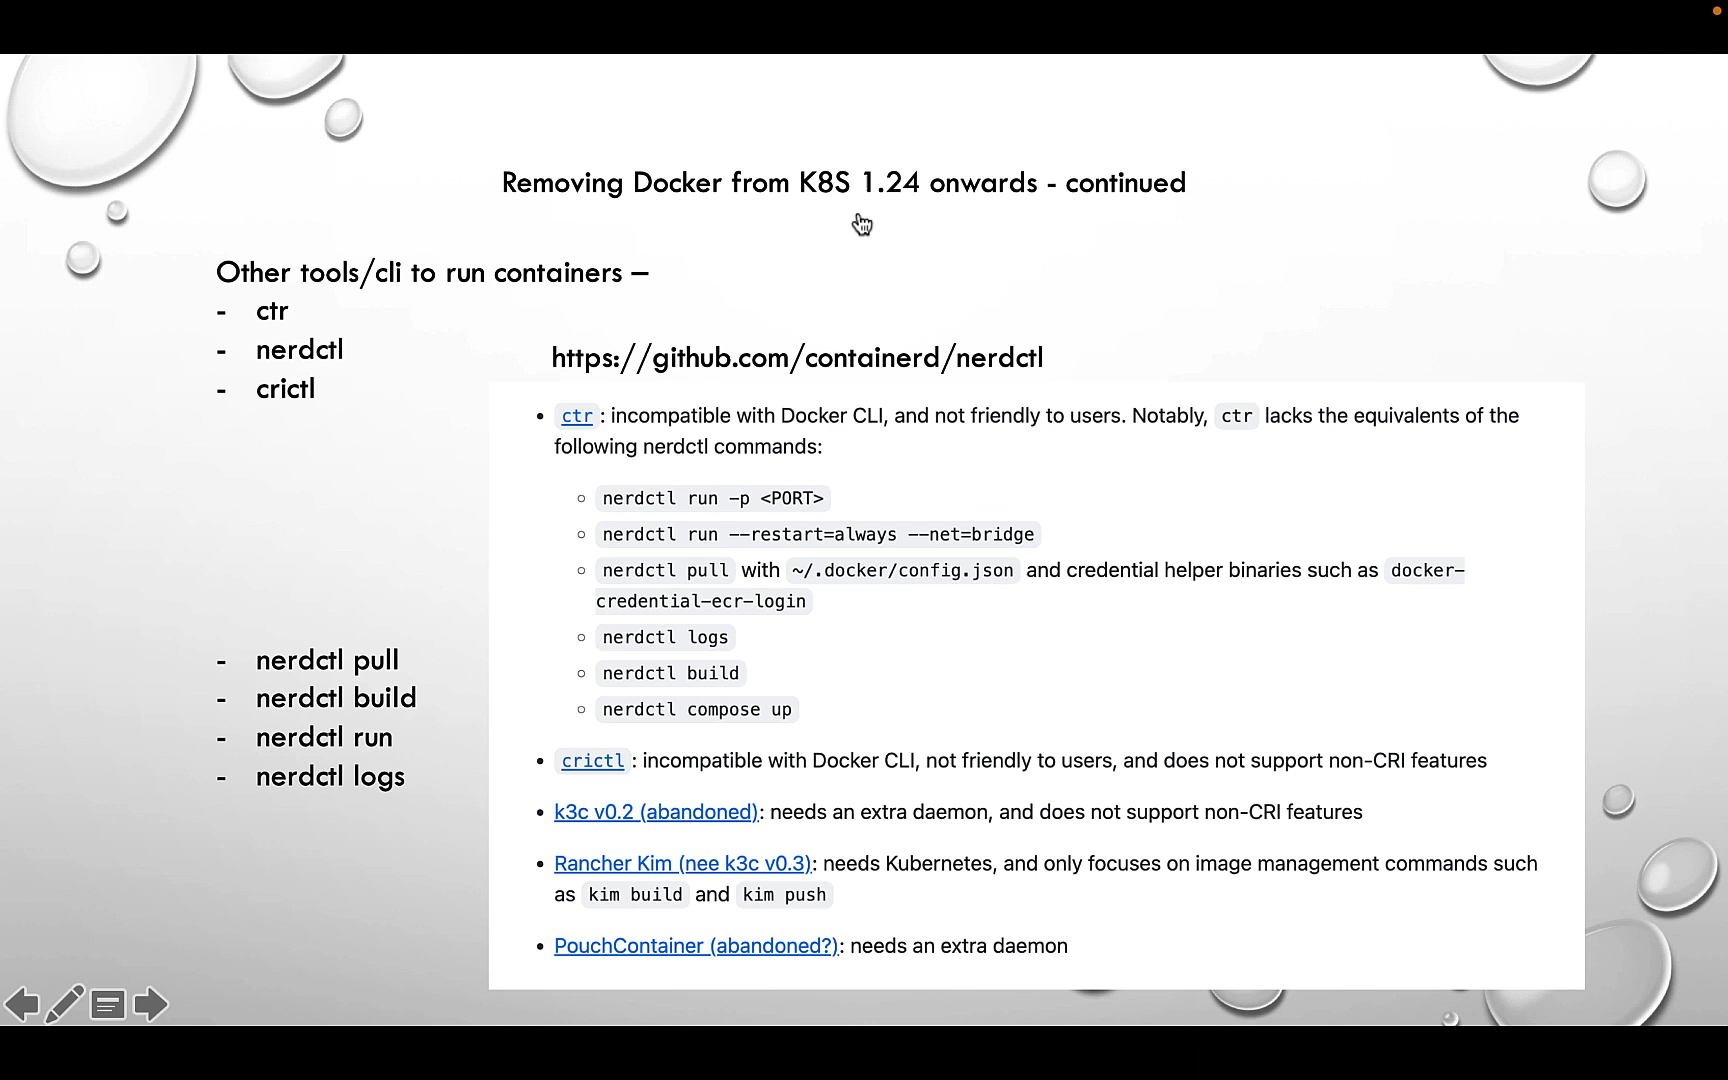 Removing Docker from K8S 1.24 onwards - continued
Other tools/cli to run containers –
- ctr
- nerdctl
- crictl
https://github.com/containerd/nerdctl
• ctr : incompatible with Docker CLI, and not friendly to users. Notably, ctr lacks the equivalents of the
following nerdctl commands:
○ nerdctl run -p <PORT>
○ nerdctl run --restart=always --net=bridge
○ nerdctl pull with ~/.docker/config.json and credential helper binaries such as docker-
credential-ecr-login
○ nerdctl logs
○ nerdctl build
○ nerdctl compose up
• crictl : incompatible with Docker CLI, not friendly to users, and does not support non-CRI features
• k3c v0.2 (abandoned): needs an extra daemon, and does not support non-CRI features
• Rancher Kim (nee k3c v0.3): needs Kubernetes, and only focuses on image management commands such
as kim build and kim push
• PouchContainer (abandoned?): needs an extra daemon
- nerdctl pull
- nerdctl build
- nerdctl run
- nerdctl logs